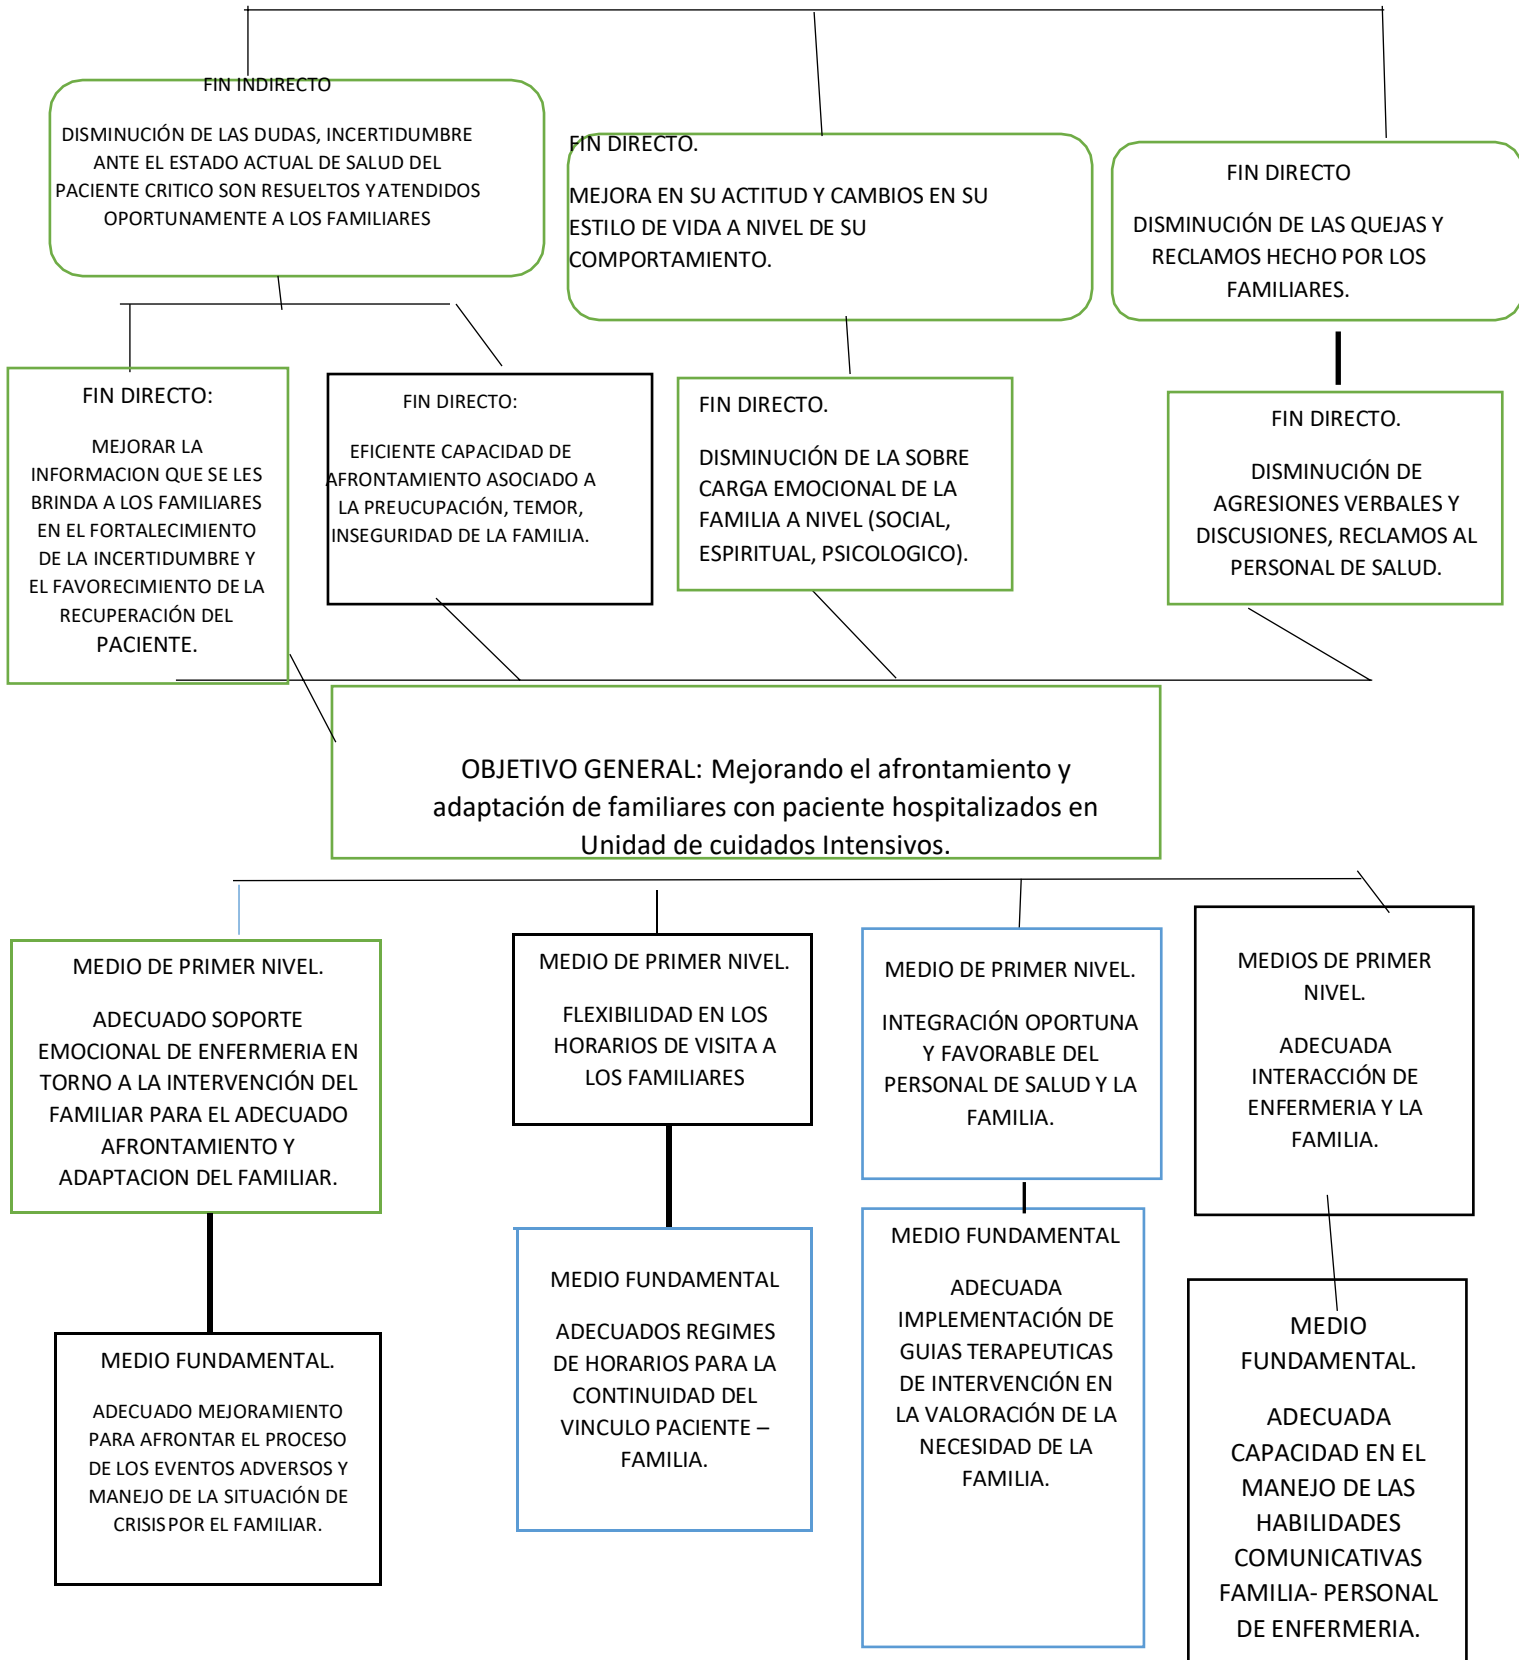 FIN INDIRECTO
DISMINUCIÓN DE LAS DUDAS, INCERTIDUMBRE
ANTE EL ESTADO ACTUAL DE SALUD DEL
PACIENTE CRITICO SON RESUELTOS Y ATENDIDOS
OPORTUNAMENTE A LOS FAMILIARES
FIN DIRECTO.
MEJORA EN SU ACTITUD Y CAMBIOS EN SU
ESTILO DE VIDA A NIVEL DE SU
COMPORTAMIENTO.
FIN DIRECTO
DISMINUCIÓN DE LAS QUEJAS Y
RECLAMOS HECHO POR LOS
FAMILIARES.
FIN DIRECTO:
MEJORAR LA
INFORMACION QUE SE LES
BRINDA A LOS FAMILIARES
EN EL FORTALECIMIENTO
DE LA INCERTIDUMBRE Y
EL FAVORECIMIENTO DE LA
RECUPERACIÓN DEL
PACIENTE.
FIN DIRECTO:
EFICIENTE CAPACIDAD DE
AFRONTAMIENTO ASOCIADO A
LA PREUCUPACIÓN, TEMOR,
INSEGURIDAD DE LA FAMILIA.
FIN DIRECTO.
DISMINUCIÓN DE LA SOBRE
CARGA EMOCIONAL DE LA
FAMILIA A NIVEL (SOCIAL,
ESPIRITUAL, PSICOLOGICO).
FIN DIRECTO.
DISMINUCIÓN DE
AGRESIONES VERBALES Y
DISCUSIONES, RECLAMOS AL
PERSONAL DE SALUD.
OBJETIVO GENERAL: Mejorando el afrontamiento y
adaptación de familiares con paciente hospitalizados en
Unidad de cuidados Intensivos.
MEDIO DE PRIMER NIVEL.
ADECUADO SOPORTE
EMOCIONAL DE ENFERMERIA EN
TORNO A LA INTERVENCIÓN DEL
FAMILIAR PARA EL ADECUADO
AFRONTAMIENTO Y
ADAPTACION DEL FAMILIAR.
MEDIO DE PRIMER NIVEL.
FLEXIBILIDAD EN LOS
HORARIOS DE VISITA A
LOS FAMILIARES
MEDIO DE PRIMER NIVEL.
INTEGRACIÓN OPORTUNA
Y FAVORABLE DEL
PERSONAL DE SALUD Y LA
FAMILIA.
MEDIOS DE PRIMER
NIVEL.
ADECUADA
INTERACCIÓN DE
ENFERMERIA Y LA
FAMILIA.
MEDIO FUNDAMENTAL.
ADECUADO MEJORAMIENTO
PARA AFRONTAR EL PROCESO
DE LOS EVENTOS ADVERSOS Y
MANEJO DE LA SITUACIÓN DE
CRISIS POR EL FAMILIAR.
MEDIO FUNDAMENTAL
ADECUADOS REGIMES
DE HORARIOS PARA LA
CONTINUIDAD DEL
VINCULO PACIENTE –
FAMILIA.
MEDIO FUNDAMENTAL
ADECUADA
IMPLEMENTACIÓN DE
GUIAS TERAPEUTICAS
DE INTERVENCIÓN EN
LA VALORACIÓN DE LA
NECESIDAD DE LA
FAMILIA.
MEDIO
FUNDAMENTAL.
ADECUADA
CAPACIDAD EN EL
MANEJO DE LAS
HABILIDADES
COMUNICATIVAS
FAMILIA- PERSONAL
DE ENFERMERIA.